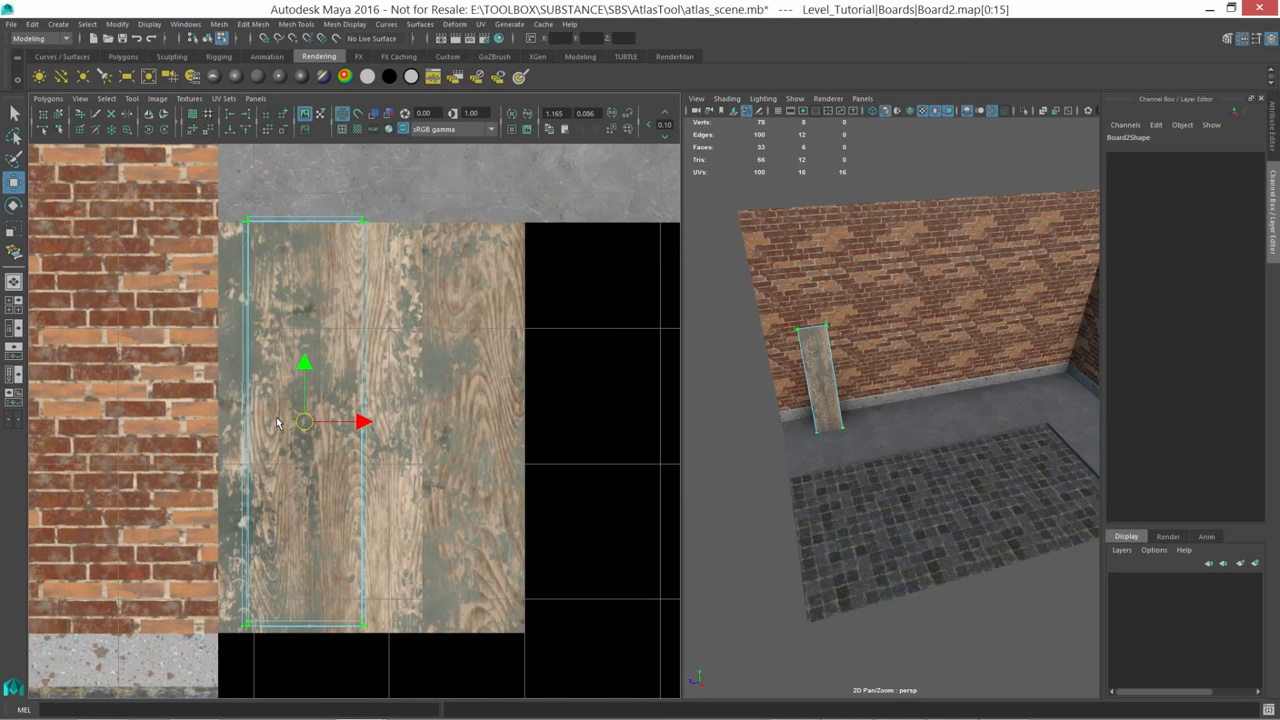 Autodesk Maya 2016 - Not for Resale: E:\TOOLBOX\SUBSTANCE\SBS\AtlasTool\atlas_scene.mb* --- Level_Tutorial|Boards|Board2.map[0:15]
File Edit Create Select Modify Display Windows Mesh Edit Mesh Mesh Tools Mesh Display Curves Surfaces Deform UV Generate Cache Help
Modeling No Live Surface X: Y: Z:
Curves / Surfaces Polygons Sculpting Rigging Animation Rendering FX FX Caching Custom GoZBrush XGen Modeling TURTLE RenderMan
Polygons View Select Tool Image Textures UV Sets Panels
0.00 1.00 1.165 0.086
sRGB gamma 0.10
View Shading Lighting Show Renderer Panels
Verts: 78 8 0
Edges: 100 12 0
Faces: 33 6 0
Tris: 66 12 0
UVs: 100 16 16
2D Pan/Zoom : persp
Channel Box / Layer Editor
Channels Edit Object Show
Board2Shape
Attribute Editor
Channel Box / Layer Editor
Display Render Anim
Layers Options Help
MEL